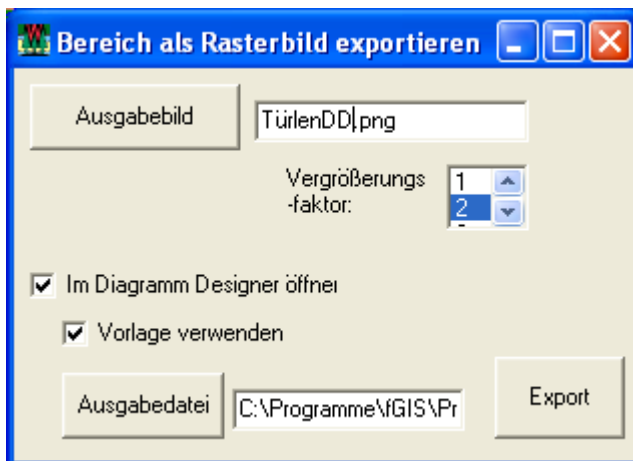 Bereich als Rasterbild exportieren
Ausgabebild
TürlenDD.png
Vergrößerungs
-faktor:
1
2
Im Diagramm Designer öffner
Vorlage verwenden
Ausgabedatei
C:\Programme\fGIS\Pr
Export